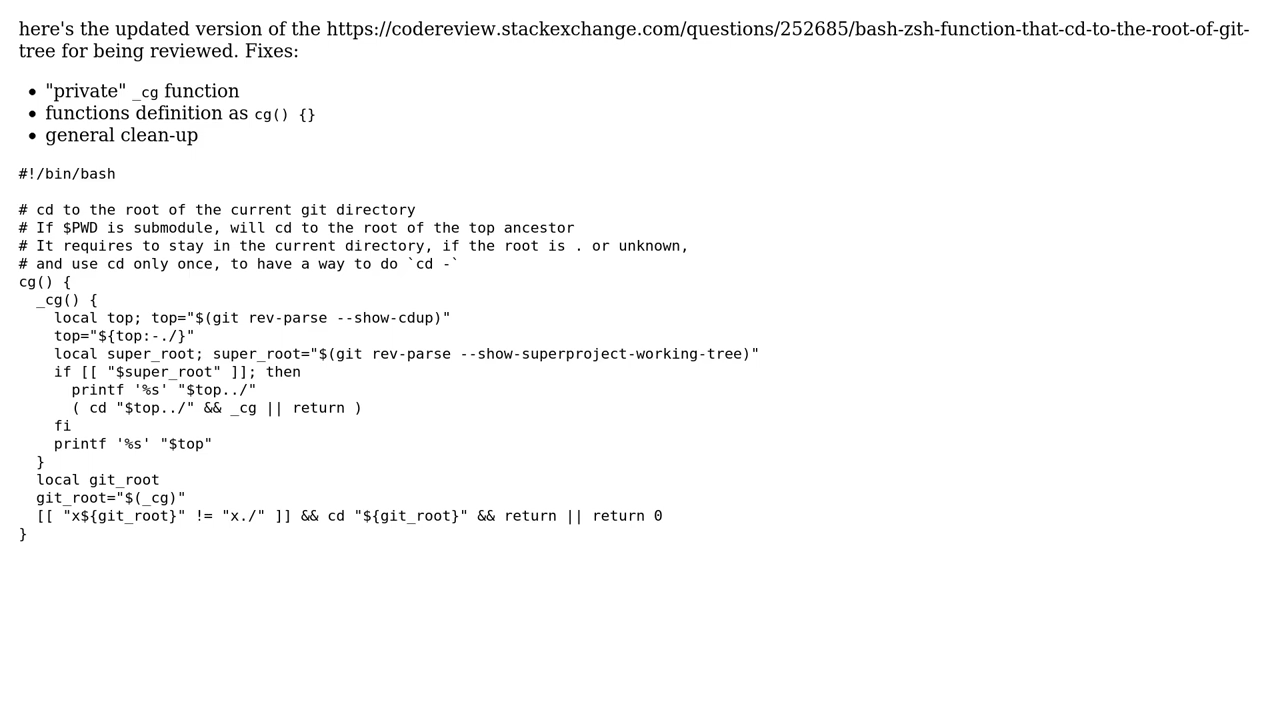 here's the updated version of the https://codereview.stackexchange.com/questions/252685/bash-zsh-function-that-cd-to-the-root-of-git-
tree for being reviewed. Fixes:
• "private" _cg function
• functions definition as cg() {}
• general clean-up
#!/bin/bash
# cd to the root of the current git directory
# If $PWD is submodule, will cd to the root of the top ancestor
# It requires to stay in the current directory, if the root is . or unknown,
# and use cd only once, to have a way to do `cd -`
cg() {
  _cg() {
    local top; top="$(git rev-parse --show-cdup)"
    top="${top:-./}"
    local super_root; super_root="$(git rev-parse --show-superproject-working-tree)"
    if [[ "$super_root" ]]; then
      printf '%s' "$top../"
      ( cd "$top../" && _cg || return )
    fi
    printf '%s' "$top"
  }
  local git_root
  git_root="$(_cg)"
  [[ "x${git_root}" != "x./" ]] && cd "${git_root}" && return || return 0
}